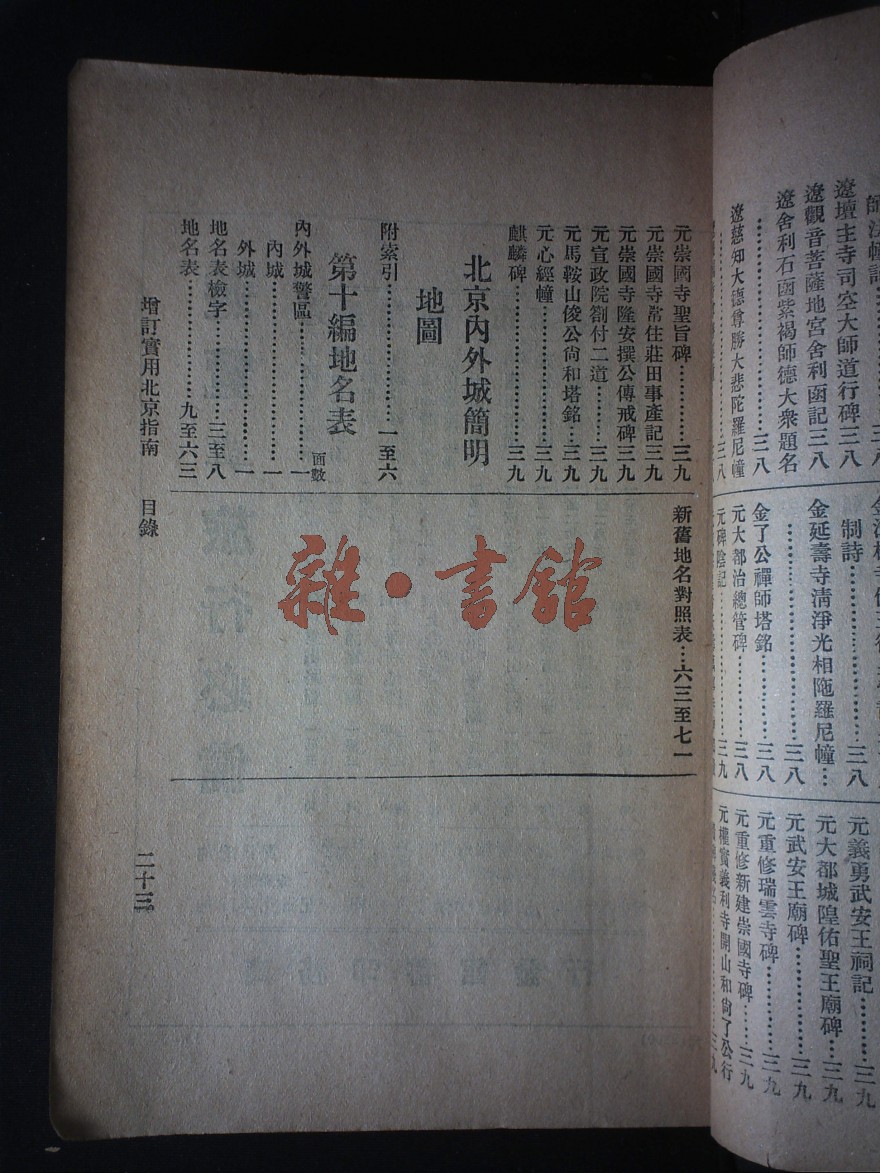 遼壇主寺司空大師道行碑三八
遼觀音菩薩地宮舍利函記三八
遼舍利石函紫褐師德大衆題名
…………………三八
遼慈知大德尊勝大悲陀羅尼幢
…………………三八
制詩…………………三八
金延壽寺清淨光相陁羅尼幢…
…………………三八
金了公禪師塔銘…………三八
元大都治總管碑…………三八
元碑陰記…………三九
元義勇武安王祠記……三九
元大都城隍佑聖王廟碑…三九
元武安王廟碑…………三九
元重修瑞雲寺碑………三九
元重修新建崇國寺碑……三九
元權實義利寺開山和尙了公行
元崇國寺聖旨碑…………三九
元崇國寺常住莊田事產記三九
元崇國寺隆安撰公傳戒碑三九
元宣政院劄付二道………三九
元馬鞍山俊公尙和塔銘…三九
元心經幢…………………三九
麒麟碑……………………三九
北京內外城簡明
地圖
附索引……………………一至六
第十編地名表
面數
內外城警區…………………一
內城…………………一
外城…………………一
地名表檢字…………三至八
地名表…………………九至六三
新舊地名對照表…六三至七一
增訂實用北京指南 目錄
二十三
雜·書舘